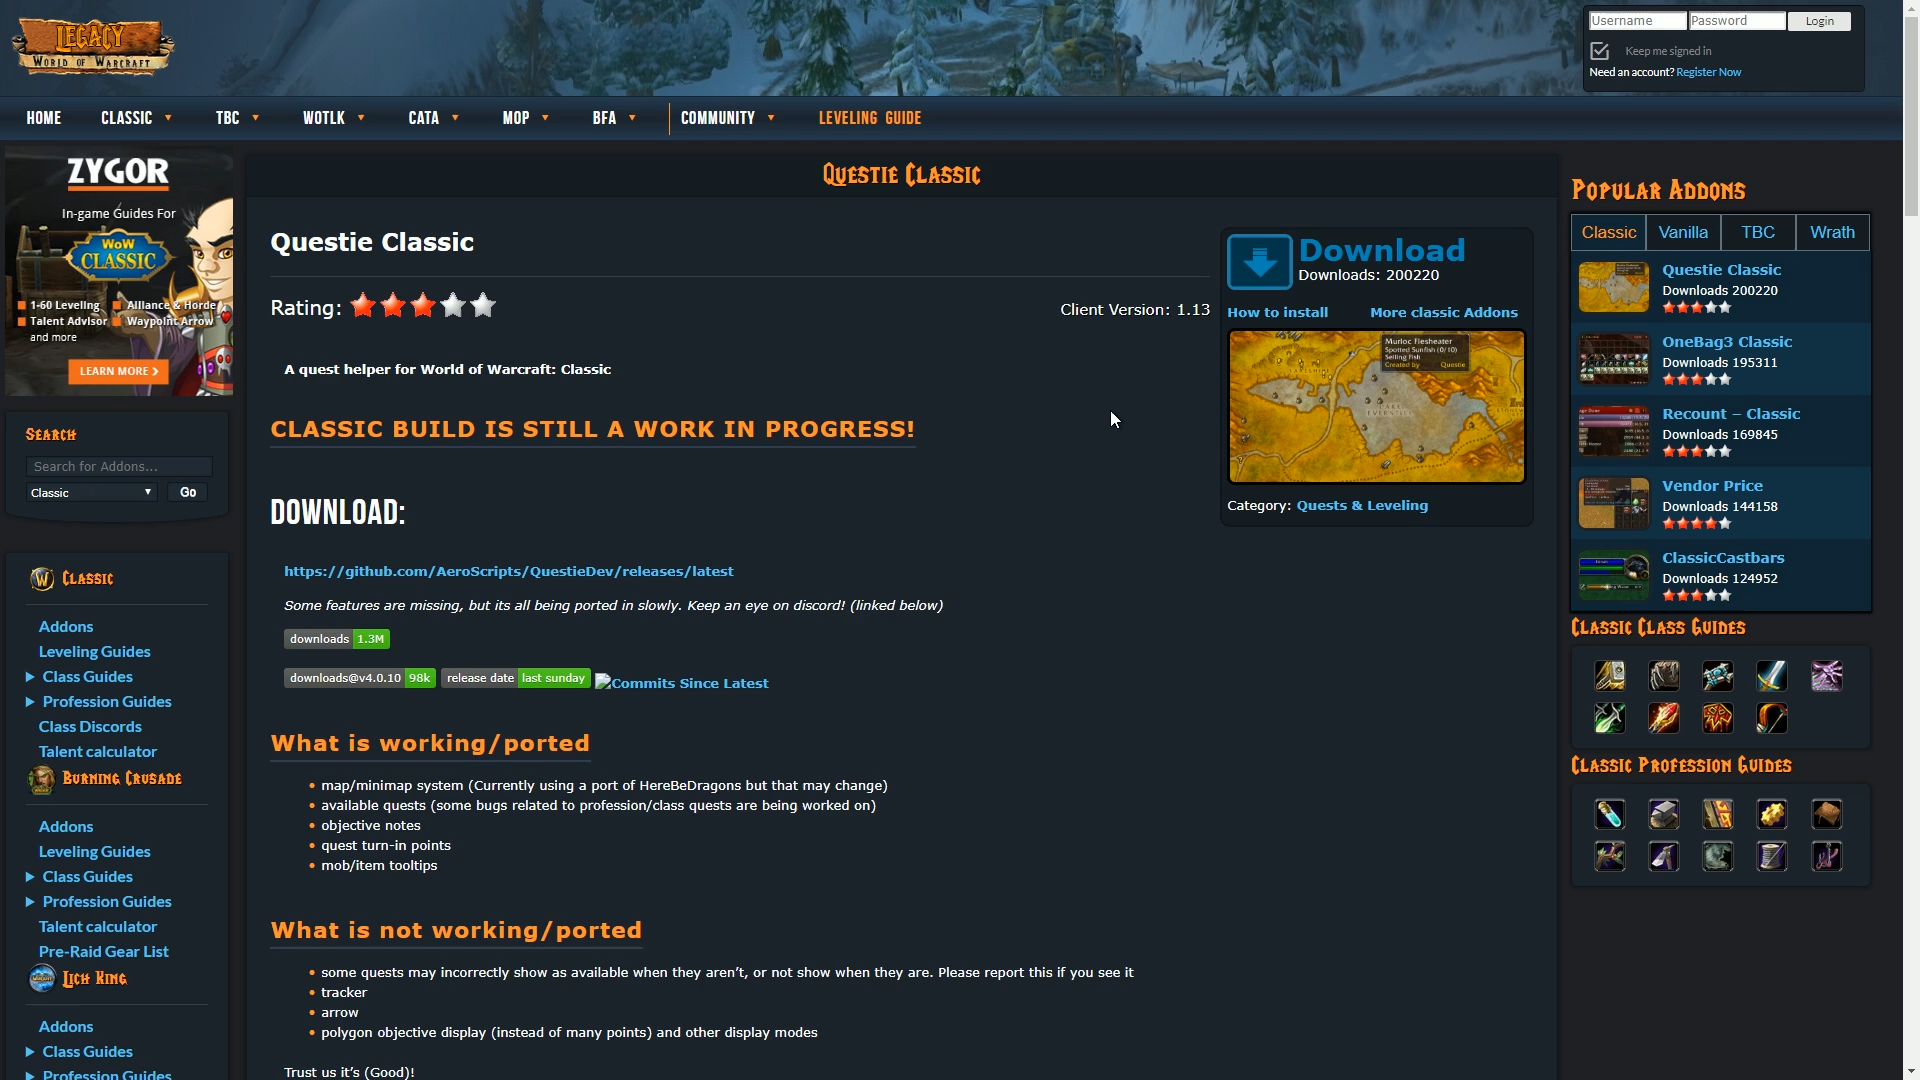 LEGACY
WORLD OF WARCRAFT
Username
Password
Login
Keep me signed in
Need an account? Register Now
HOME
CLASSIC
TBC
WOTLK
CATA
MOP
BFA
COMMUNITY
LEVELING GUIDE
ZYGOR
In-game Guides For
WoW
CLASSIC
1-60 Leveling
Alliance & Horde
Talent Advisor
Waypoint Arrow
and more
LEARN MORE
Search
Search for Addons...
Classic
Go
Classic
Addons
Leveling Guides
Class Guides
Profession Guides
Class Discords
Talent calculator
Burning Crusade
Addons
Leveling Guides
Class Guides
Profession Guides
Talent calculator
Pre-Raid Gear List
Lich King
Addons
Class Guides
Profession Guides
Questie Classic
Questie Classic
Rating:
Client Version: 1.13
A quest helper for World of Warcraft: Classic
CLASSIC BUILD IS STILL A WORK IN PROGRESS!
DOWNLOAD:
https://github.com/AeroScripts/QuestieDev/releases/latest
Some features are missing, but its all being ported in slowly. Keep an eye on discord! (linked below)
downloads 1.3M
downloads@v4.0.10 98k
release date last sunday
Commits Since Latest
What is working/ported
map/minimap system (Currently using a port of HereBeDragons but that may change)
available quests (some bugs related to profession/class quests are being worked on)
objective notes
quest turn-in points
mob/item tooltips
What is not working/ported
some quests may incorrectly show as available when they aren’t, or not show when they are. Please report this if you see it
tracker
arrow
polygon objective display (instead of many points) and other display modes
Trust us it’s (Good)!
Download
Downloads: 200220
How to install
More classic Addons
Murloc Flesheater
Spotted Sunfish (0/10)
Selling Fish
Created by Questie
Category: Quests & Leveling
Popular Addons
Classic
Vanilla
TBC
Wrath
Questie Classic
Downloads 200220
OneBag3 Classic
Downloads 195311
Recount – Classic
Downloads 169845
Vendor Price
Downloads 144158
ClassicCastbars
Downloads 124952
Classic Class Guides
Classic Profession Guides